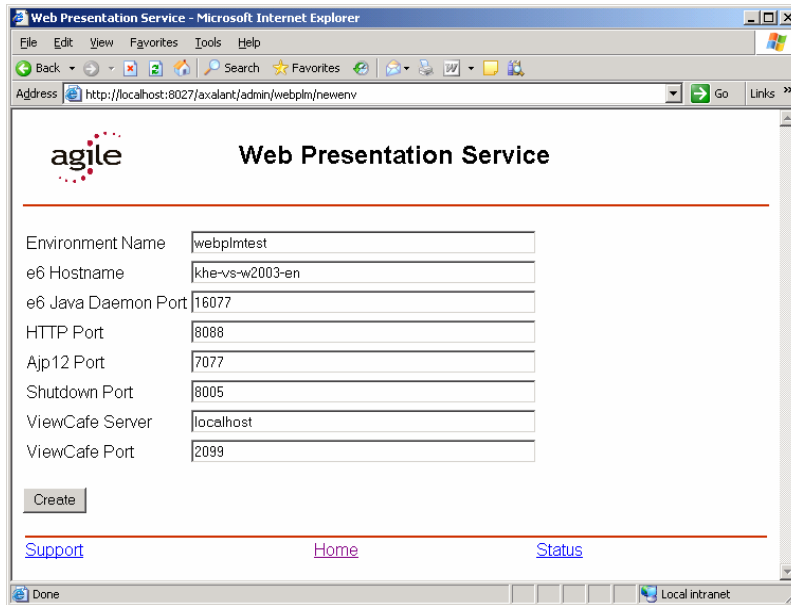 Web Presentation Service - Microsoft Internet Explorer
File Edit View Favorites Tools Help
Back Search Favorites
Address http://localhost:8027/axalant/admin/webplm/newenv Go Links »
agile Web Presentation Service
Environment Name webplmtest
e6 Hostname khe-vs-w2003-en
e6 Java Daemon Port 16077
HTTP Port 8088
Ajp12 Port 7077
Shutdown Port 8005
ViewCafe Server localhost
ViewCafe Port 2099
Create
Support Home Status
Done Local intranet